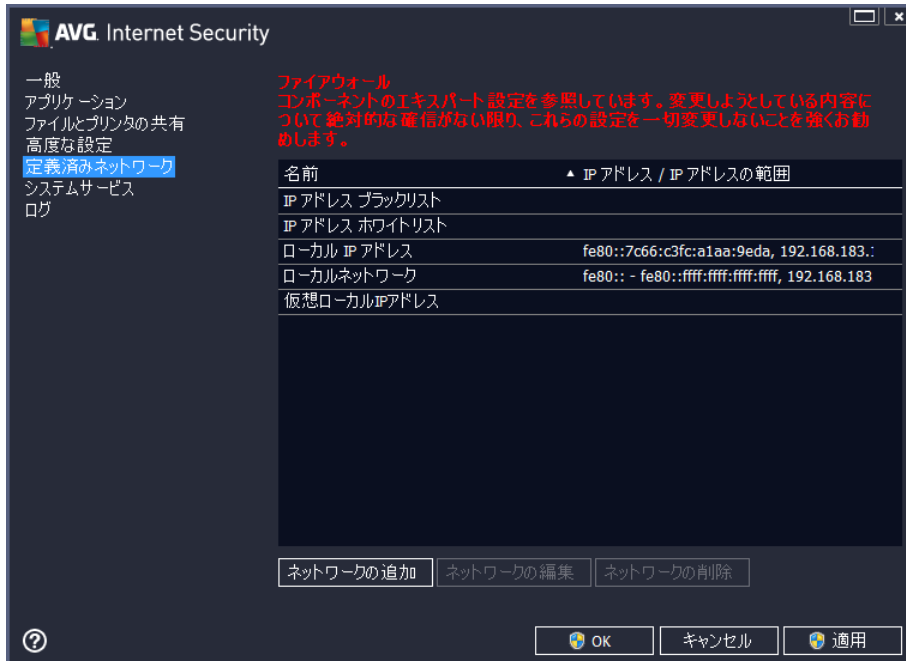 AVG Internet Security
一般
アプリケーション
ファイルとプリンタの共有
高度な設定
定義済みネットワーク
システムサービス
ログ
ファイアウォール
コンポーネントのエキスパート設定を参照しています。変更しようとしている内容に
ついて絶対的な確信がない限り、これらの設定を一切変更しないことを強くお勧
めします。
名前 ▲ IP アドレス / IP アドレスの範囲
IP アドレス ブラックリスト
IP アドレス ホワイトリスト
ローカル IP アドレス fe80::7c66:c3fc:a1aa:9eda, 192.168.183.
ローカルネットワーク fe80:: - fe80::ffff:ffff:ffff:ffff, 192.168.183
仮想ローカルIPアドレス
ネットワークの追加 ネットワークの編集 ネットワークの削除
OK キャンセル 適用